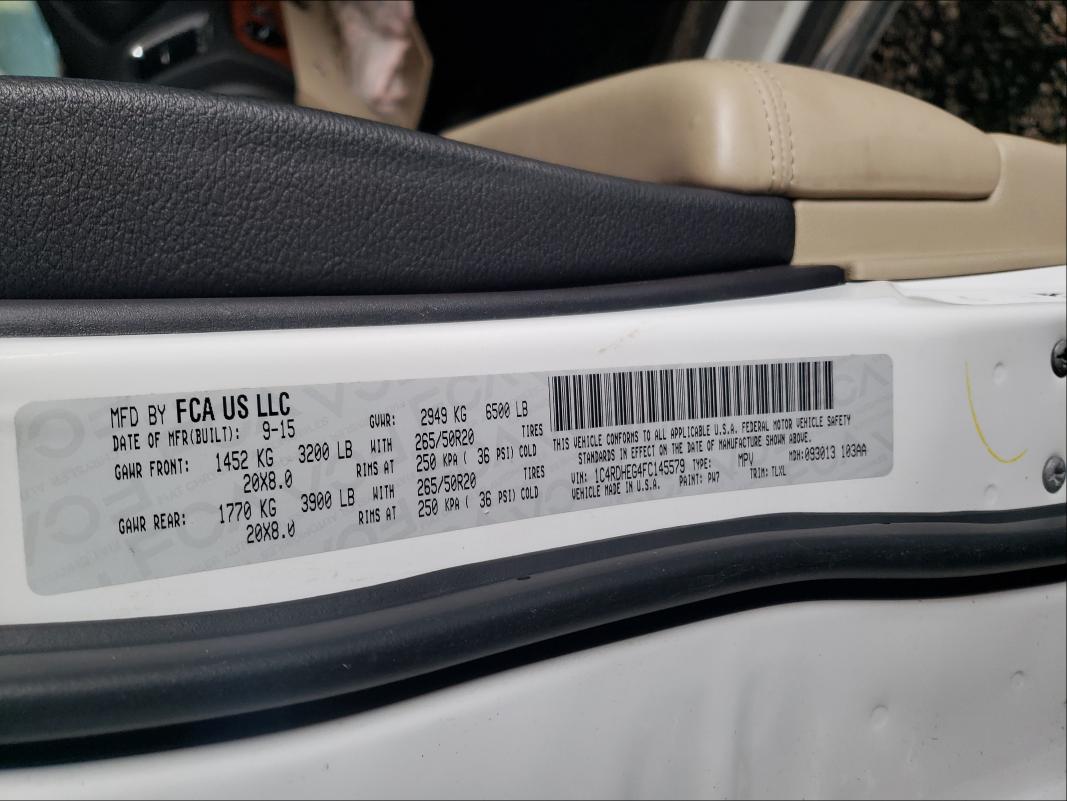 MFD BY FCA US LLC
DATE OF MFR(BUILT): 9-15
GVWR: 2949 KG 6500 LB
GAWR FRONT: 1452 KG 3200 LB WITH 265/50R20 TIRES
20X8.0 RIMS AT 250 KPA ( 36 PSI) COLD
GAWR REAR: 1770 KG 3900 LB WITH 265/50R20 TIRES
20X8.0 RIMS AT 250 KPA ( 36 PSI) COLD
THIS VEHICLE CONFORMS TO ALL APPLICABLE U.S.A. FEDERAL MOTOR VEHICLE SAFETY
STANDARDS IN EFFECT ON THE DATE OF MANUFACTURE SHOWN ABOVE.
VIN: 1C4RDHEG4FC145579 TYPE: MPV MDH:093013 103AA
VEHICLE MADE IN U.S.A. PAINT: PW7 TRIM: TLXL